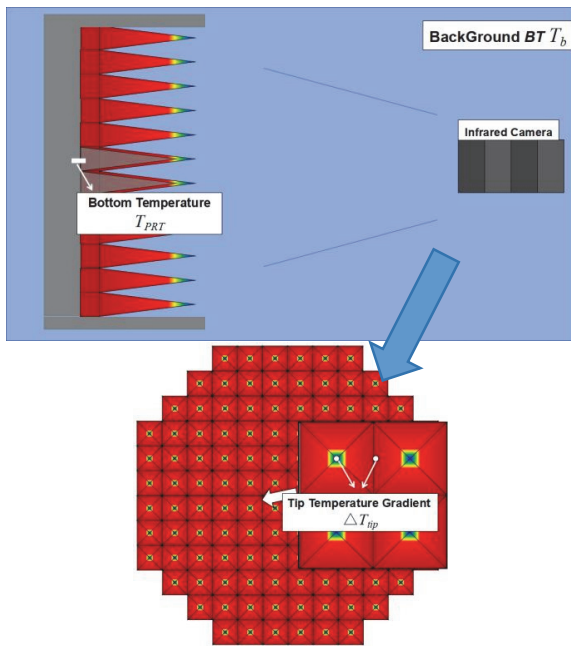 BackGround BT T_b
Infrared Camera
Bottom Temperature
T_PRT
Tip Temperature Gradient
△T_tip